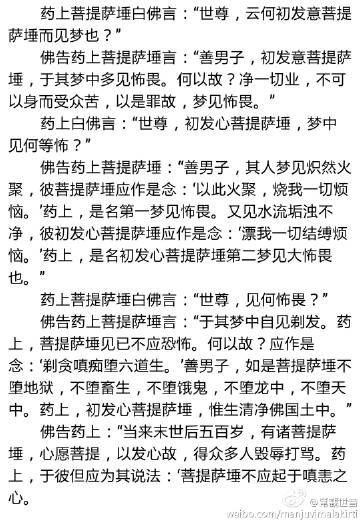 药上菩提萨埵白佛言：“世尊，云何初发意菩提
萨埵而见梦也？”
佛告药上菩提萨埵言：“善男子，初发意菩提萨
埵，于其梦中多见怖畏。何以故？净一切业，不可
以身而受众苦，以是罪故，梦见怖畏。”
药上白佛言：“世尊，初发心菩提萨埵，梦中
见何等怖？”
佛告药上菩提萨埵：“善男子，其人梦见炽然火
聚，彼菩提萨埵应作是念：‘以此火聚，烧我一切烦
恼。’药上，是名第一梦见怖畏。又见水流垢浊不
净，彼初发心菩提萨埵应作是念：‘漂我一切结缚烦
恼。’药上，是名初发心菩提萨埵第二梦见大怖畏
也。”
药上菩提萨埵白佛言：“世尊，见何怖畏？”
佛告药上菩提萨埵言：“于其梦中自见剃发。药
上，菩提萨埵见已不应恐怖。何以故？应作是
念：‘剃贪嗔痴堕六道生。’善男子，如是菩提萨埵不
堕地狱，不堕畜生，不堕饿鬼，不堕龙中，不堕天
中。药上，初发心菩提萨埵，惟生清净佛国土中。”
佛告药上：“当来末世后五百岁，有诸菩提萨
埵，心愿菩提，以发心故，得众多人毁辱打骂。药
上，于彼但应为其说法：‘菩提萨埵不应起于嗔恚之
心。
@常觀世音
weibo.com/manjuvimalakirti